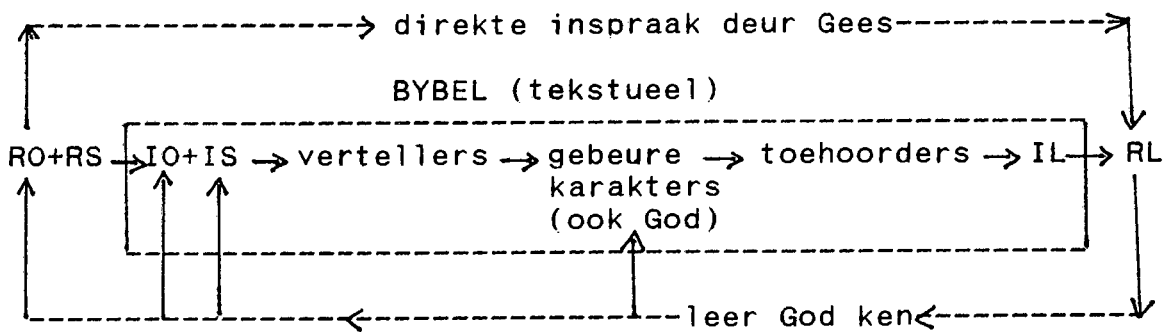 direkte inspraak deur Gees
BYBEL (tekstueel)
RO+RS IO+IS vertellers gebeure toehoorders IL RL
karakters
(ook God)
leer God ken